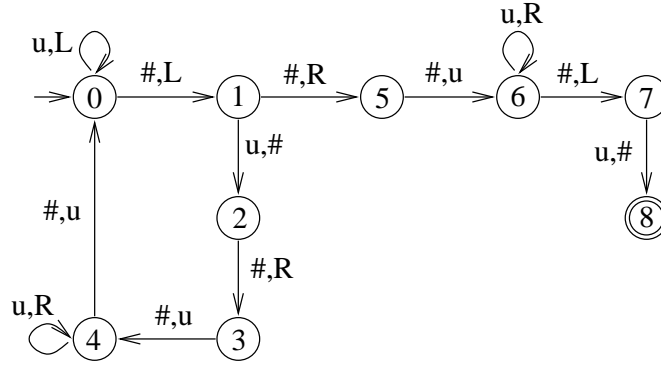 u,L u,R
#,L #,R #,u #,L
0 1 5 6 7
u,# u,#
#,u 2 8
#,R
u,R #,u
4 3